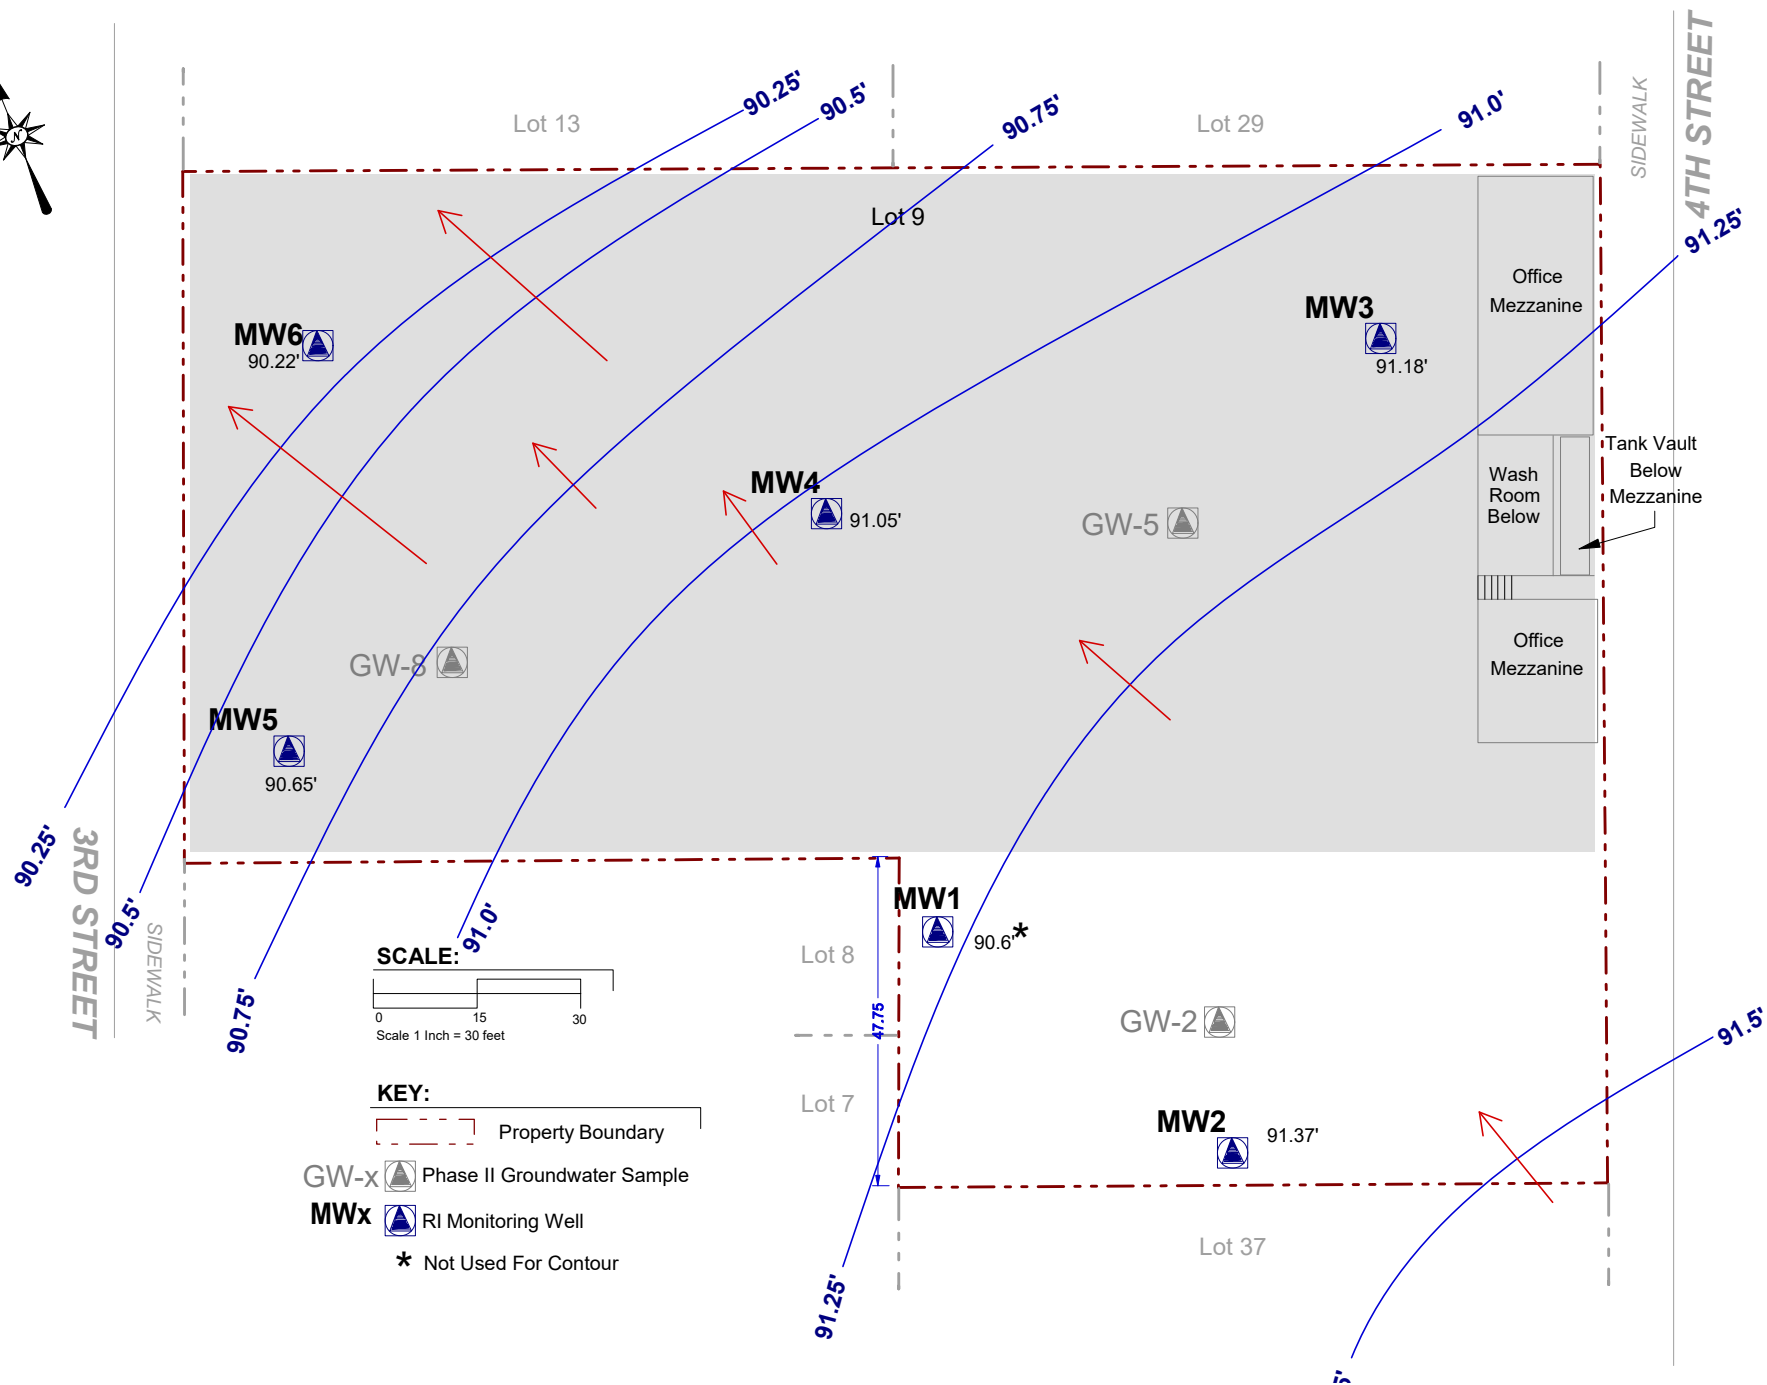 90.25'
90.5'
90.75'
91.0'
4TH STREET
SIDEWALK
Lot 13
Lot 29
N
Lot 9
91.25'
Office
Mezzanine
MW3
91.18'
MW6
90.22'
Tank Vault
Below
Mezzanine
Wash
Room
Below
MW4
91.05'
GW-5
Office
Mezzanine
GW-8
MW5
90.65'
90.25'
3RD STREET
90.5'
SIDEWALK
90.75'
91.0'
MW1
90.6'*
Lot 8
47.75
Lot 7
SCALE:
0 15 30
Scale 1 Inch = 30 feet
GW-2
91.5'
KEY:
Property Boundary
GW-x Phase II Groundwater Sample
MWx RI Monitoring Well
* Not Used For Contour
MW2
91.37'
Lot 37
91.25'